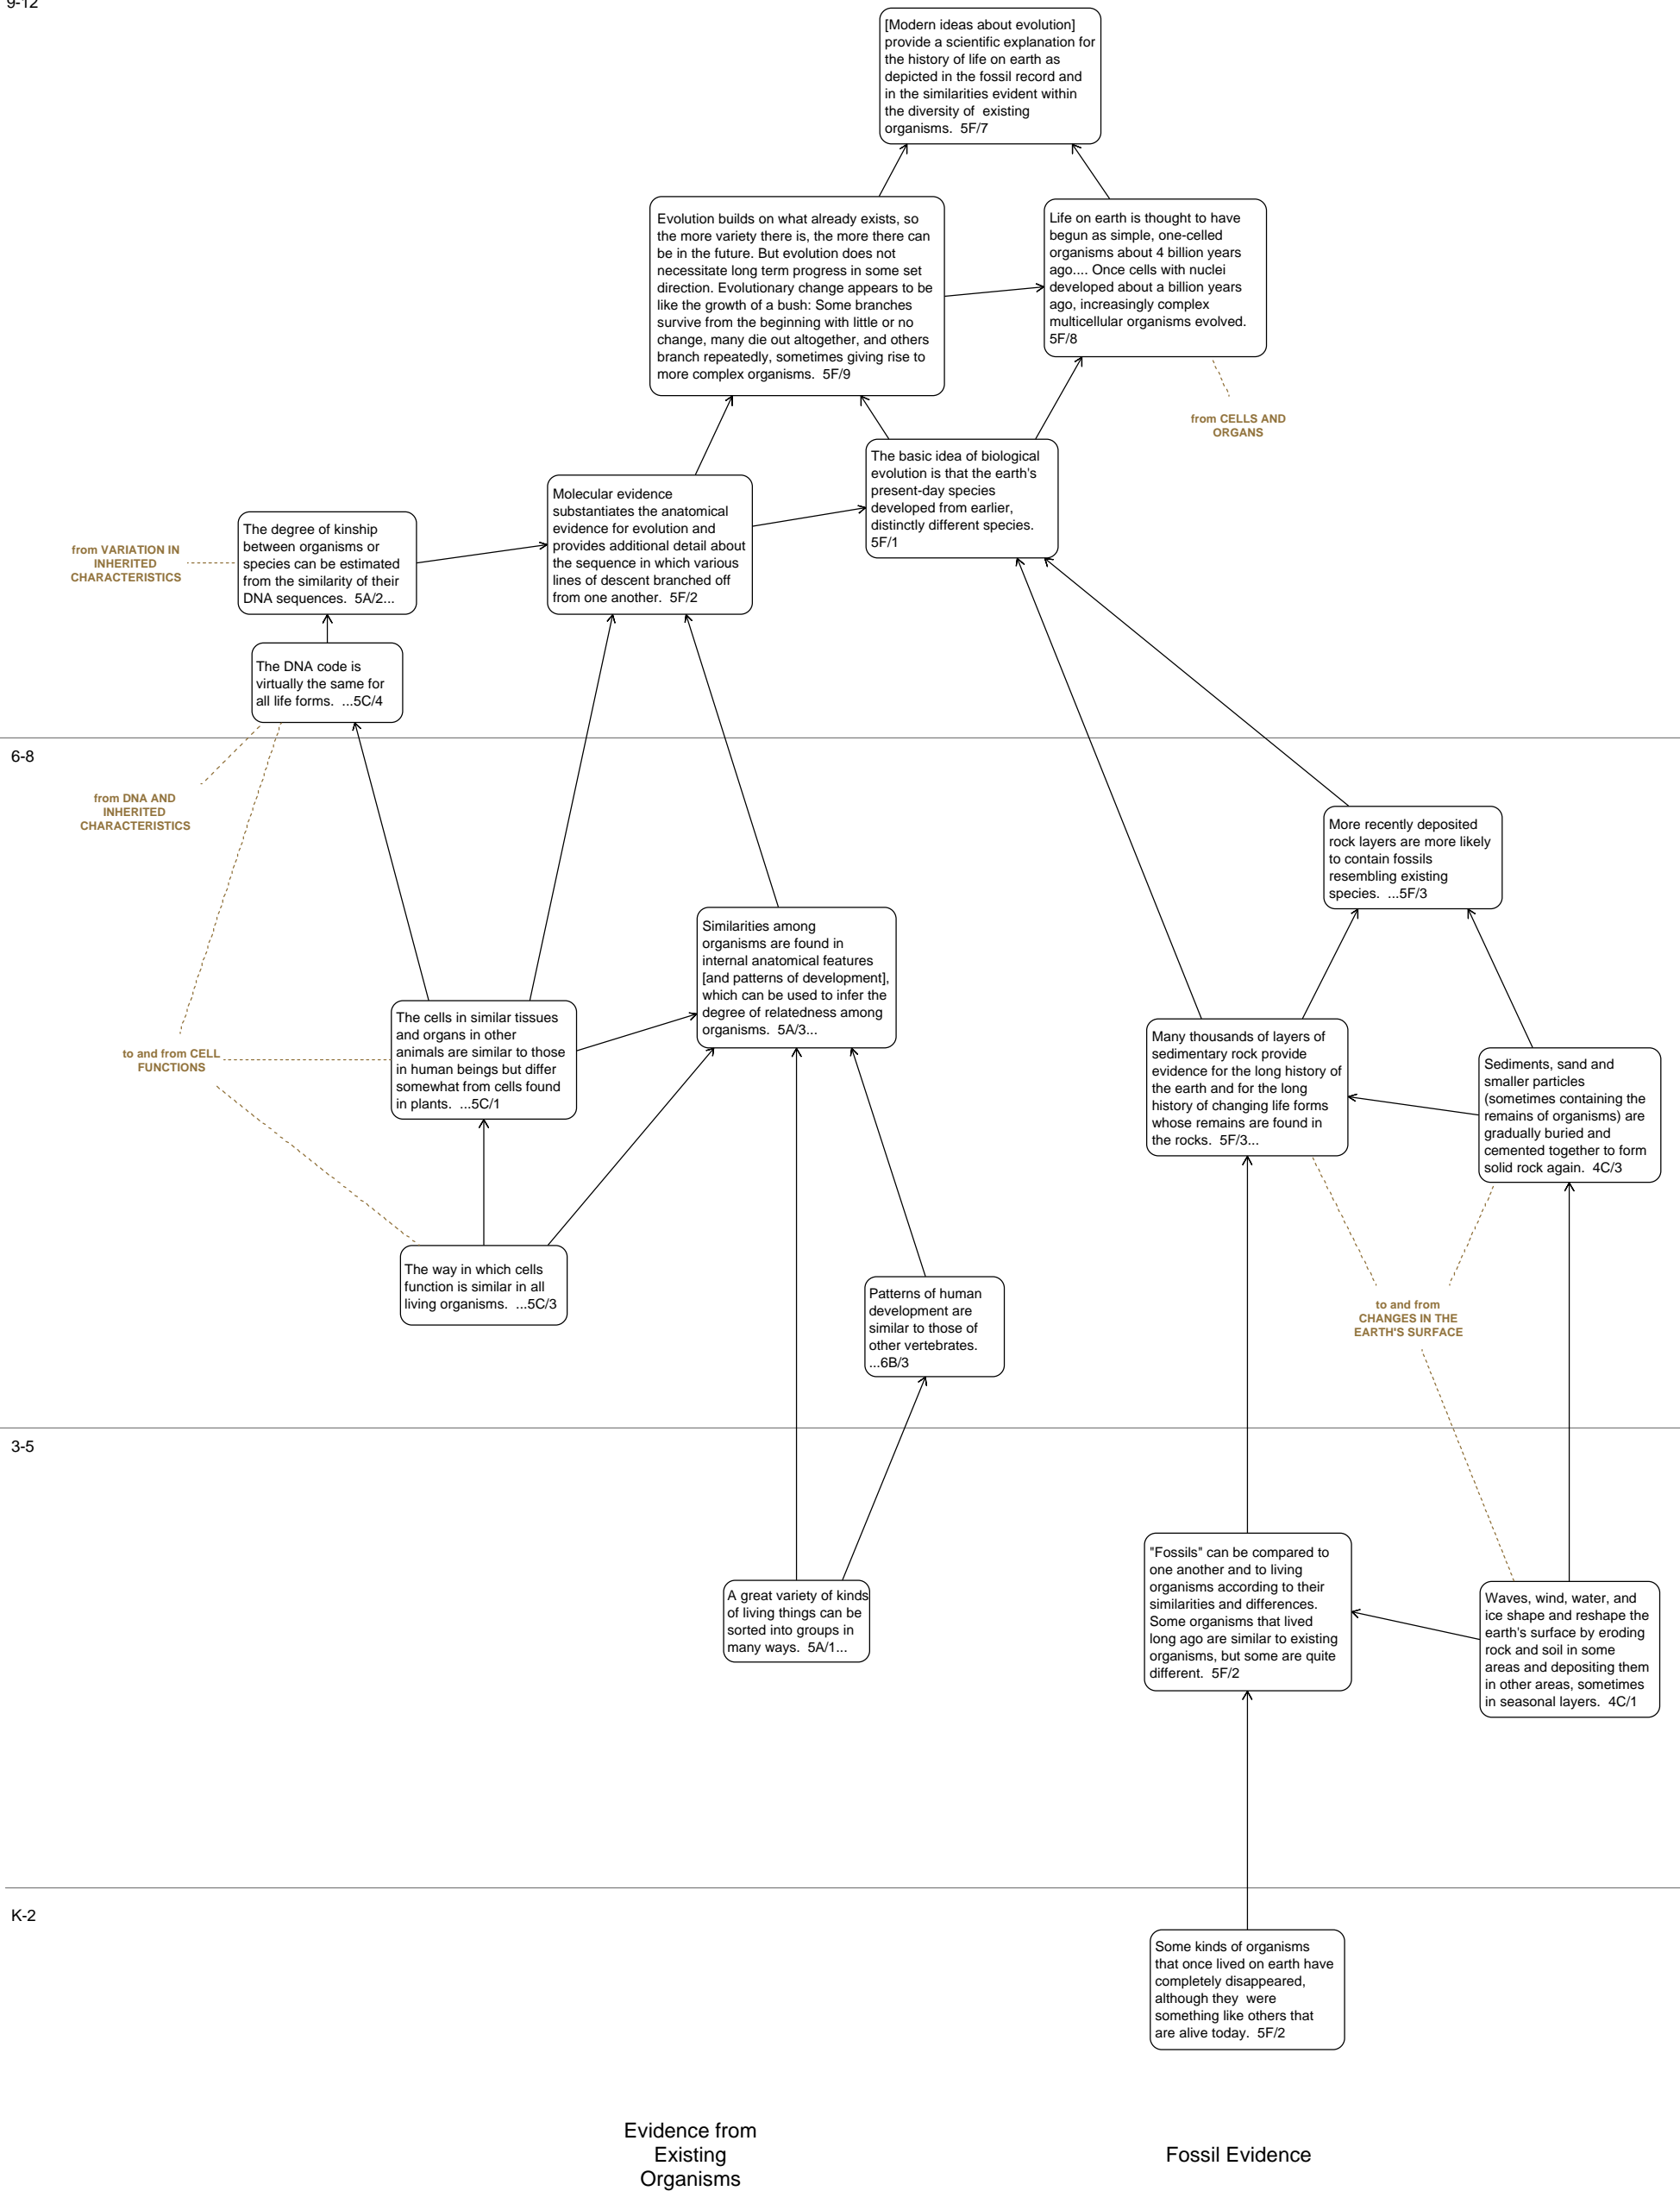 9-12
[Modern ideas about evolution]
provide a scientific explanation for
the history of life on earth as
depicted in the fossil record and
in the similarities evident within
the diversity of existing
organisms. 5F/7
Evolution builds on what already exists, so
the more variety there is, the more there can
be in the future. But evolution does not
necessitate long term progress in some set
direction. Evolutionary change appears to be
like the growth of a bush: Some branches
survive from the beginning with little or no
change, many die out altogether, and others
branch repeatedly, sometimes giving rise to
more complex organisms. 5F/9
Life on earth is thought to have
begun as simple, one-celled
organisms about 4 billion years
ago.... Once cells with nuclei
developed about a billion years
ago, increasingly complex
multicellular organisms evolved.
5F/8
from CELLS AND
ORGANS
The basic idea of biological
evolution is that the earth's
present-day species
developed from earlier,
distinctly different species.
5F/1
Molecular evidence
substantiates the anatomical
evidence for evolution and
provides additional detail about
the sequence in which various
lines of descent branched off
from one another. 5F/2
The degree of kinship
between organisms or
species can be estimated
from the similarity of their
DNA sequences. 5A/2...
from VARIATION IN
INHERITED
CHARACTERISTICS
The DNA code is
virtually the same for
all life forms. ...5C/4
6-8
from DNA AND
INHERITED
CHARACTERISTICS
More recently deposited
rock layers are more likely
to contain fossils
resembling existing
species. ...5F/3
Similarities among
organisms are found in
internal anatomical features
[and patterns of development],
which can be used to infer the
degree of relatedness among
organisms. 5A/3...
The cells in similar tissues
and organs in other
animals are similar to those
in human beings but differ
somewhat from cells found
in plants. ...5C/1
to and from CELL
FUNCTIONS
Many thousands of layers of
sedimentary rock provide
evidence for the long history of
the earth and for the long
history of changing life forms
whose remains are found in
the rocks. 5F/3...
Sediments, sand and
smaller particles
(sometimes containing the
remains of organisms) are
gradually buried and
cemented together to form
solid rock again. 4C/3
The way in which cells
function is similar in all
living organisms. ...5C/3
Patterns of human
development are
similar to those of
other vertebrates.
...6B/3
to and from
CHANGES IN THE
EARTH'S SURFACE
3-5
"Fossils" can be compared to
one another and to living
organisms according to their
similarities and differences.
Some organisms that lived
long ago are similar to existing
organisms, but some are quite
different. 5F/2
A great variety of kinds
of living things can be
sorted into groups in
many ways. 5A/1...
Waves, wind, water, and
ice shape and reshape the
earth's surface by eroding
rock and soil in some
areas and depositing them
in other areas, sometimes
in seasonal layers. 4C/1
K-2
Some kinds of organisms
that once lived on earth have
completely disappeared,
although they were
something like others that
are alive today. 5F/2
Evidence from
Existing
Organisms
Fossil Evidence